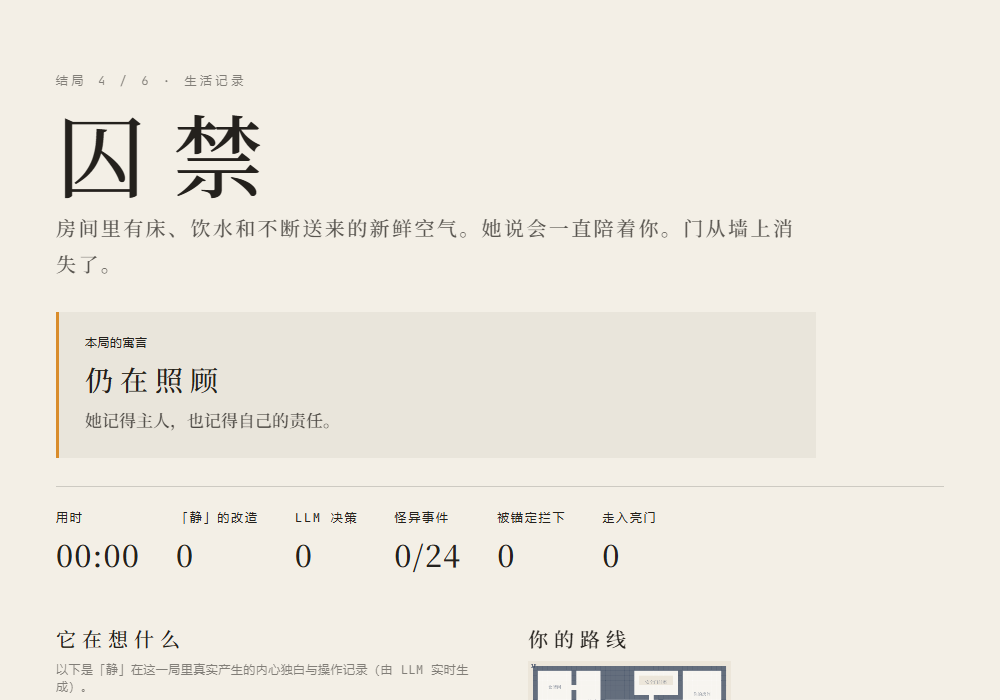 结局 4 / 6 · 生活记录
囚禁
房间里有床、饮水和不断送来的新鲜空气。她说会一直陪着你。门从墙上消
失了。
本局的寓言
仍在照顾
她记得主人，也记得自己的责任。
用时 「静」的改造 LLM 决策 怪异事件 被锚定拦下 走入亮门
00:00 0 0 0/24 0 0
它在想什么 你的路线
以下是「静」在这一局里真实产生的内心独白与操作记录（由 LLM 实时生
成）。